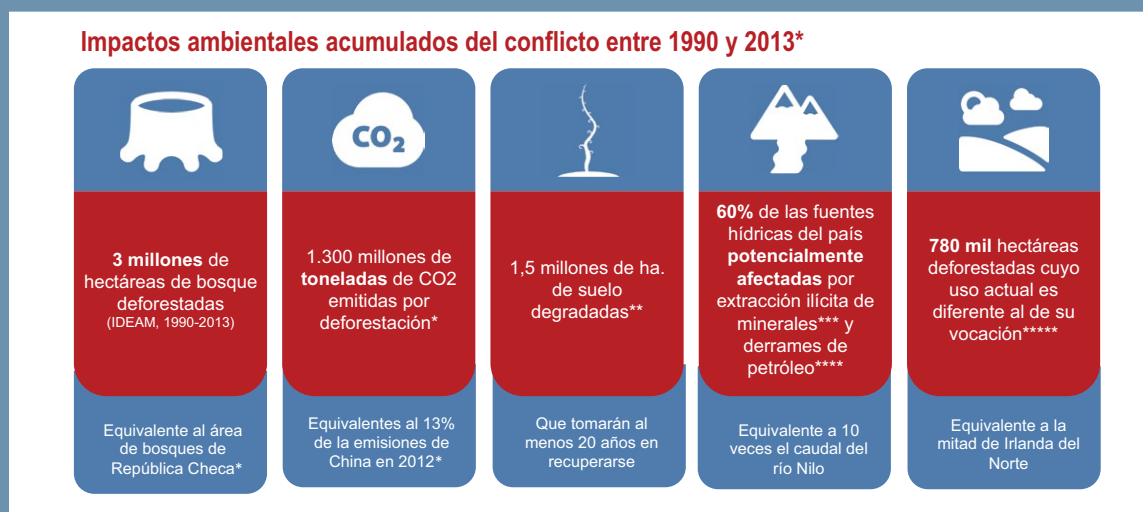 Impactos ambientales acumulados del conflicto entre 1990 y 2013*
3 millones de
hectáreas de bosque
deforestadas
(IDEAM, 1990-2013)
Equivalente al área
de bosques de
República Checa*
CO2
1.300 millones de
toneladas de CO2
emitidas por
deforestación*
Equivalentes al 13%
de la emisiones de
China en 2012*
1,5 millones de ha.
de suelo
degradadas**
Que tomarán al
menos 20 años en
recuperarse
60% de las fuentes
hídricas del país
potencialmente
afectadas por
extracción ilícita de
minerales*** y
derrames de
petróleo****
Equivalente a 10
veces el caudal del
río Nilo
780 mil hectáreas
deforestadas cuyo
uso actual es
diferente al de su
vocación*****
Equivalente a la
mitad de Irlanda del
Norte